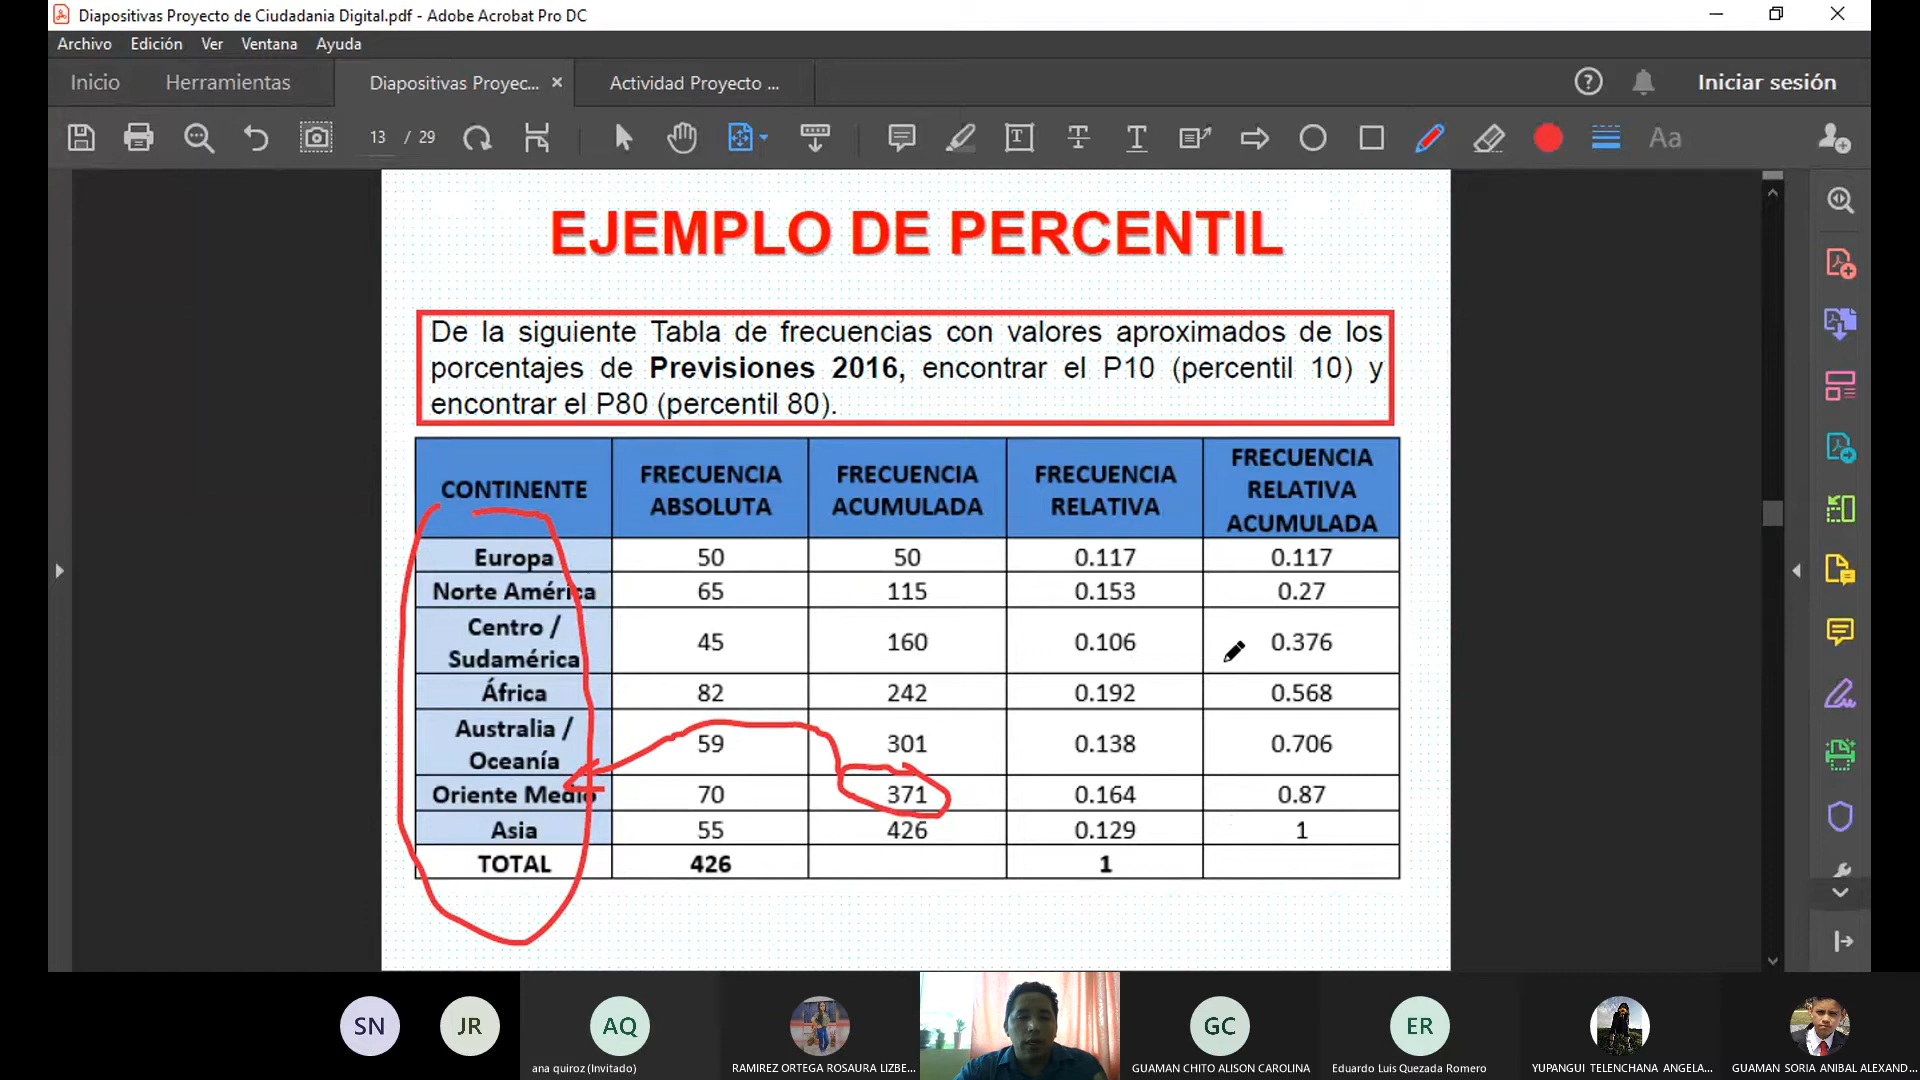 Diapositivas Proyecto de Ciudadania Digital.pdf - Adobe Acrobat Pro DC
Archivo Edición Ver Ventana Ayuda
Inicio Herramientas Diapositivas Proyec... × Actividad Proyecto ... Iniciar sesión
13 / 29 Aa
EJEMPLO DE PERCENTIL
De la siguiente Tabla de frecuencias con valores aproximados de los
porcentajes de Previsiones 2016, encontrar el P10 (percentil 10) y
encontrar el P80 (percentil 80).
CONTINENTE FRECUENCIA ABSOLUTA FRECUENCIA ACUMULADA FRECUENCIA RELATIVA FRECUENCIA RELATIVA ACUMULADA
Europa 50 50 0.117 0.117
Norte América 65 115 0.153 0.27
Centro / Sudamérica 45 160 0.106 0.376
África 82 242 0.192 0.568
Australia / Oceanía 59 301 0.138 0.706
Oriente Medio 70 371 0.164 0.87
Asia 55 426 0.129 1
TOTAL 426 1
SN JR AQ GC ER
ana quiroz (Invitado) RAMIREZ ORTEGA ROSAURA LIZBE... GUAMAN CHITO ALISON CAROLINA Eduardo Luis Quezada Romero YUPANGUI TELENCHANA ANGELA... GUAMAN SORIA ANIBAL ALEXAND...